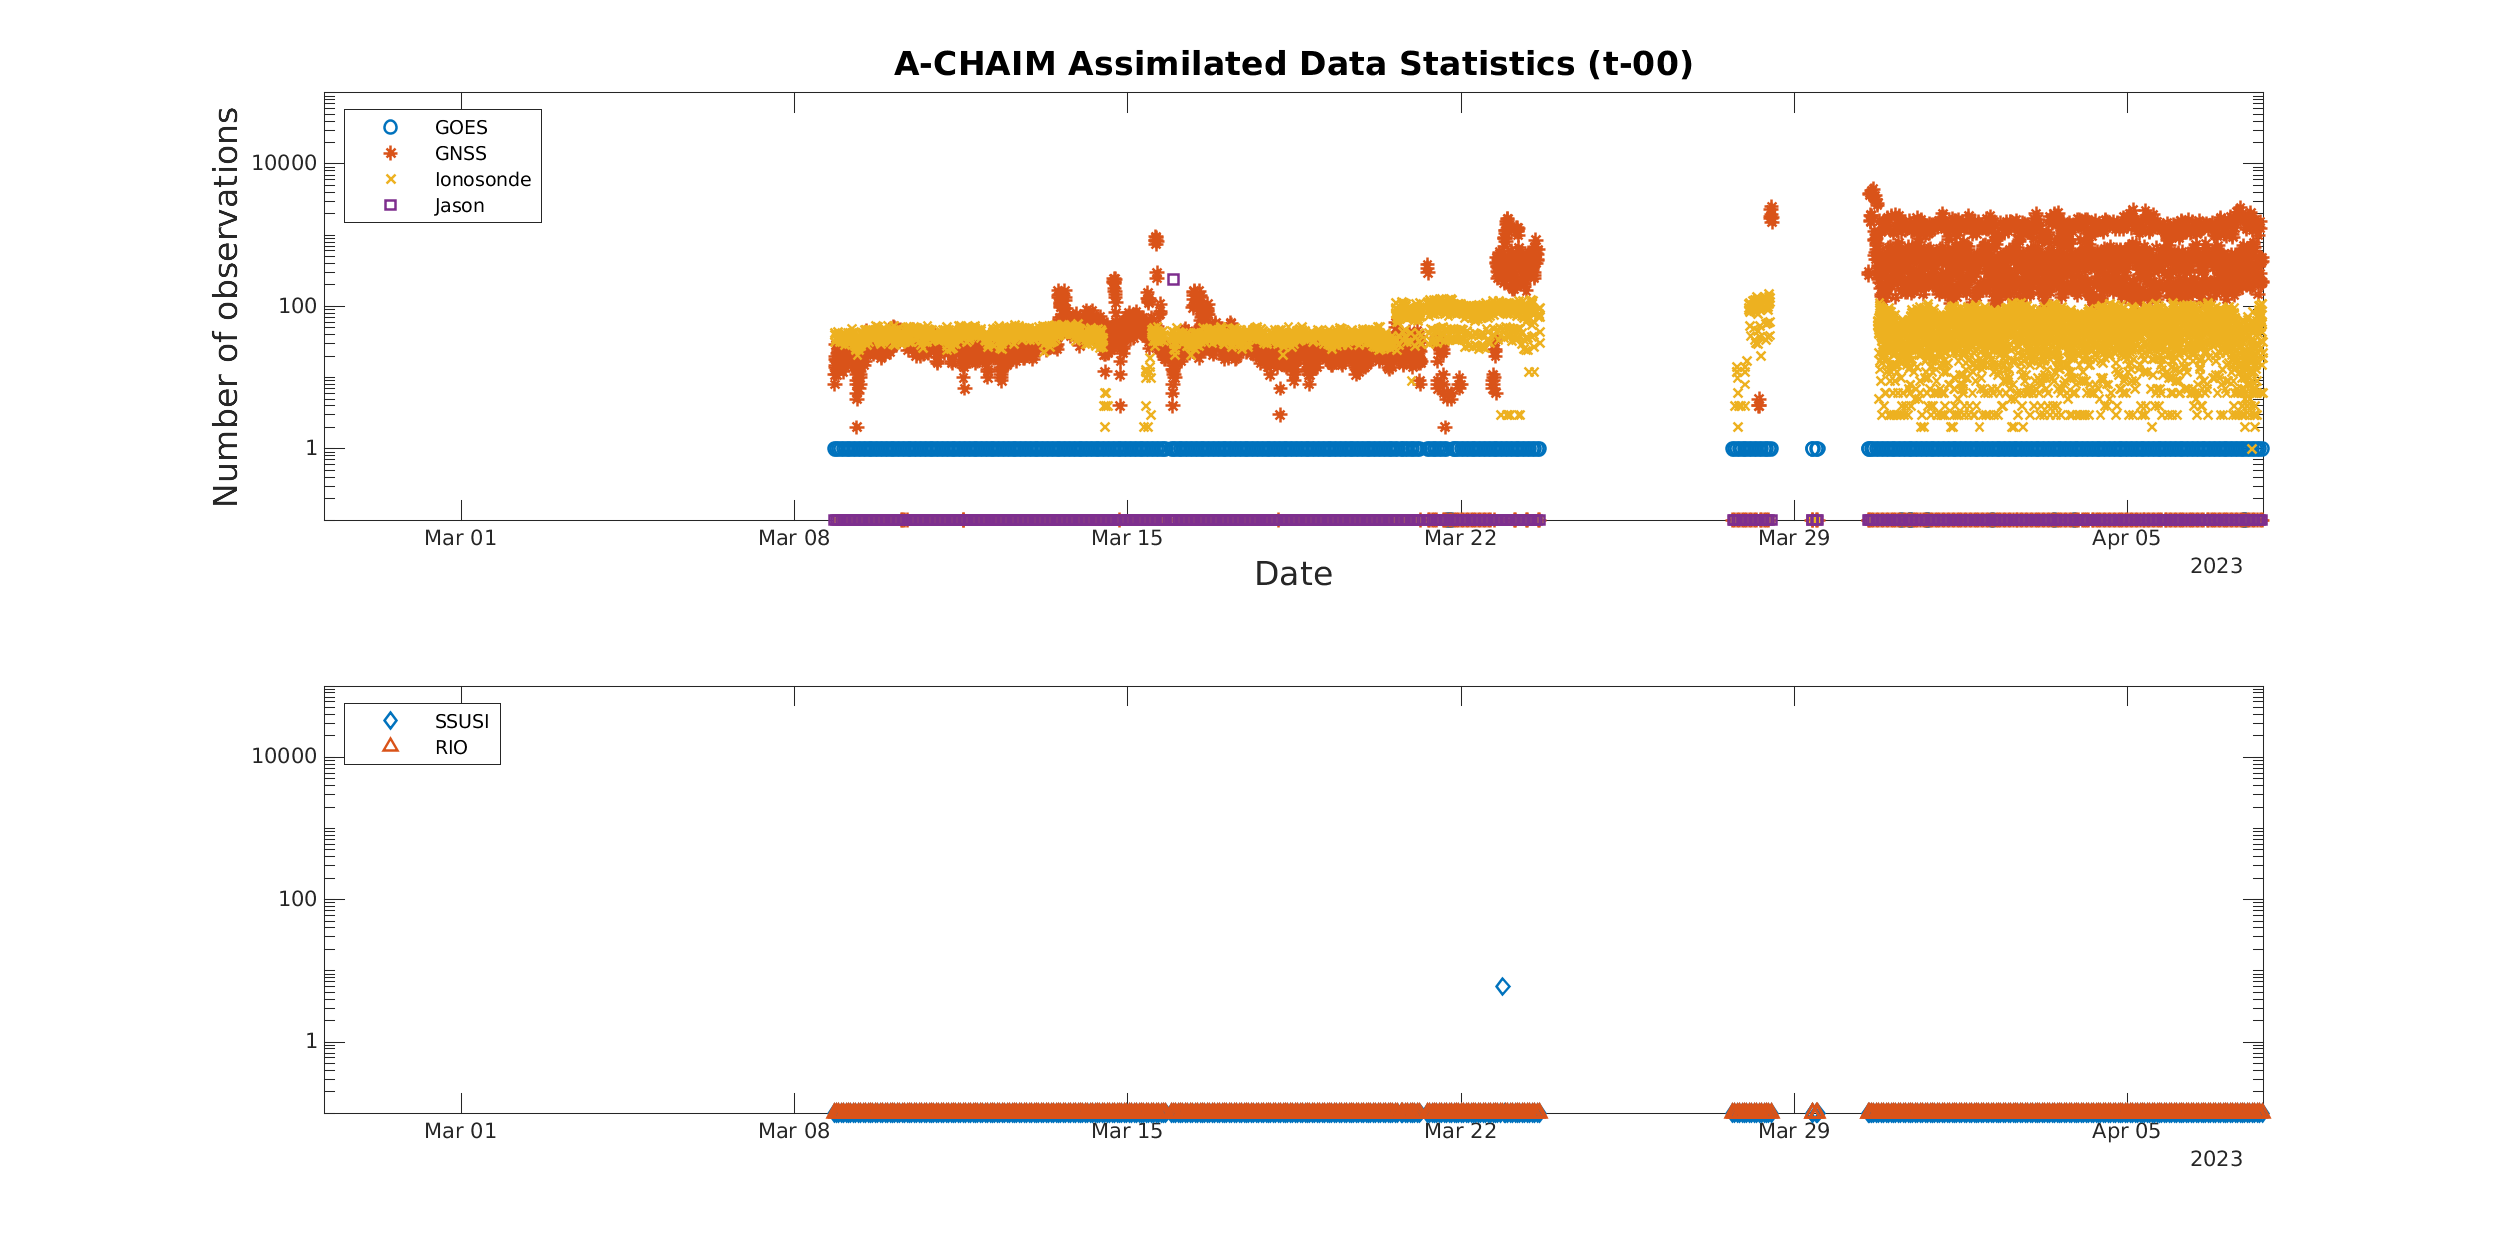 A-CHAIM Assimilated Data Statistics (t-00)
Number of observations
GOES
GNSS
Ionosonde
Jason
10000
100
1
Mar 01 Mar 08 Mar 15 Mar 22 Mar 29 Apr 05
2023
Date
SSUSI
RIO
10000
100
1
Mar 01 Mar 08 Mar 15 Mar 22 Mar 29 Apr 05
2023